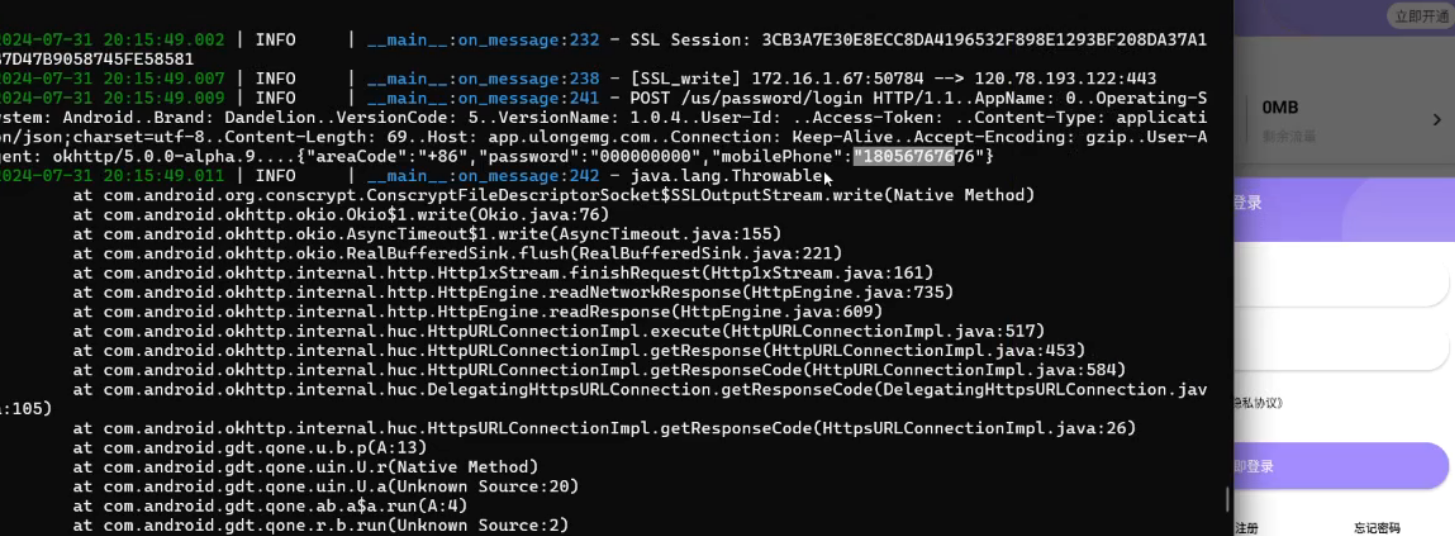 024-07-31 20:15:49.002 | INFO     | __main__:on_message:232 - SSL Session: 3CB3A7E30E8ECC8DA4196532F898E1293BF208DA37A1
7D47B9058745FE58581
024-07-31 20:15:49.007 | INFO     | __main__:on_message:238 - [SSL_write] 172.16.1.67:50784 --> 120.78.193.122:443
024-07-31 20:15:49.009 | INFO     | __main__:on_message:241 - POST /us/password/login HTTP/1.1..AppName: 0..Operating-S
ystem: Android..Brand: Dandelion..VersionCode: 5..VersionName: 1.0.4..User-Id: ..Access-Token: ..Content-Type: applicati
on/json;charset=utf-8..Content-Length: 69..Host: app.ulongemg.com..Connection: Keep-Alive..Accept-Encoding: gzip..User-A
gent: okhttp/5.0.0-alpha.9....{"areaCode":"+86","password":"000000000","mobilePhone":"18056767676"}
024-07-31 20:15:49.011 | INFO     | __main__:on_message:242 - java.lang.Throwable
at com.android.org.conscrypt.ConscryptFileDescriptorSocket$SSLOutputStream.write(Native Method)
at com.android.okhttp.okio.Okio$1.write(Okio.java:76)
at com.android.okhttp.okio.AsyncTimeout$1.write(AsyncTimeout.java:155)
at com.android.okhttp.okio.RealBufferedSink.flush(RealBufferedSink.java:221)
at com.android.okhttp.internal.http.Http1xStream.finishRequest(Http1xStream.java:161)
at com.android.okhttp.internal.http.HttpEngine.readNetworkResponse(HttpEngine.java:735)
at com.android.okhttp.internal.http.HttpEngine.readResponse(HttpEngine.java:609)
at com.android.okhttp.internal.huc.HttpURLConnectionImpl.execute(HttpURLConnectionImpl.java:517)
at com.android.okhttp.internal.huc.HttpURLConnectionImpl.getResponse(HttpURLConnectionImpl.java:453)
at com.android.okhttp.internal.huc.HttpURLConnectionImpl.getResponseCode(HttpURLConnectionImpl.java:584)
at com.android.okhttp.internal.huc.DelegatingHttpsURLConnection.getResponseCode(DelegatingHttpsURLConnection.jav
a:105)
at com.android.okhttp.internal.huc.HttpsURLConnectionImpl.getResponseCode(HttpsURLConnectionImpl.java:26)
at com.android.gdt.qone.u.b.p(A:13)
at com.android.gdt.qone.uin.U.r(Native Method)
at com.android.gdt.qone.uin.U.a(Unknown Source:20)
at com.android.gdt.qone.ab.a$a.run(A:4)
at com.android.gdt.qone.r.b.run(Unknown Source:2)
立即开通
0MB
剩余流量
登录
隐私协议》
即登录
注册
忘记密码